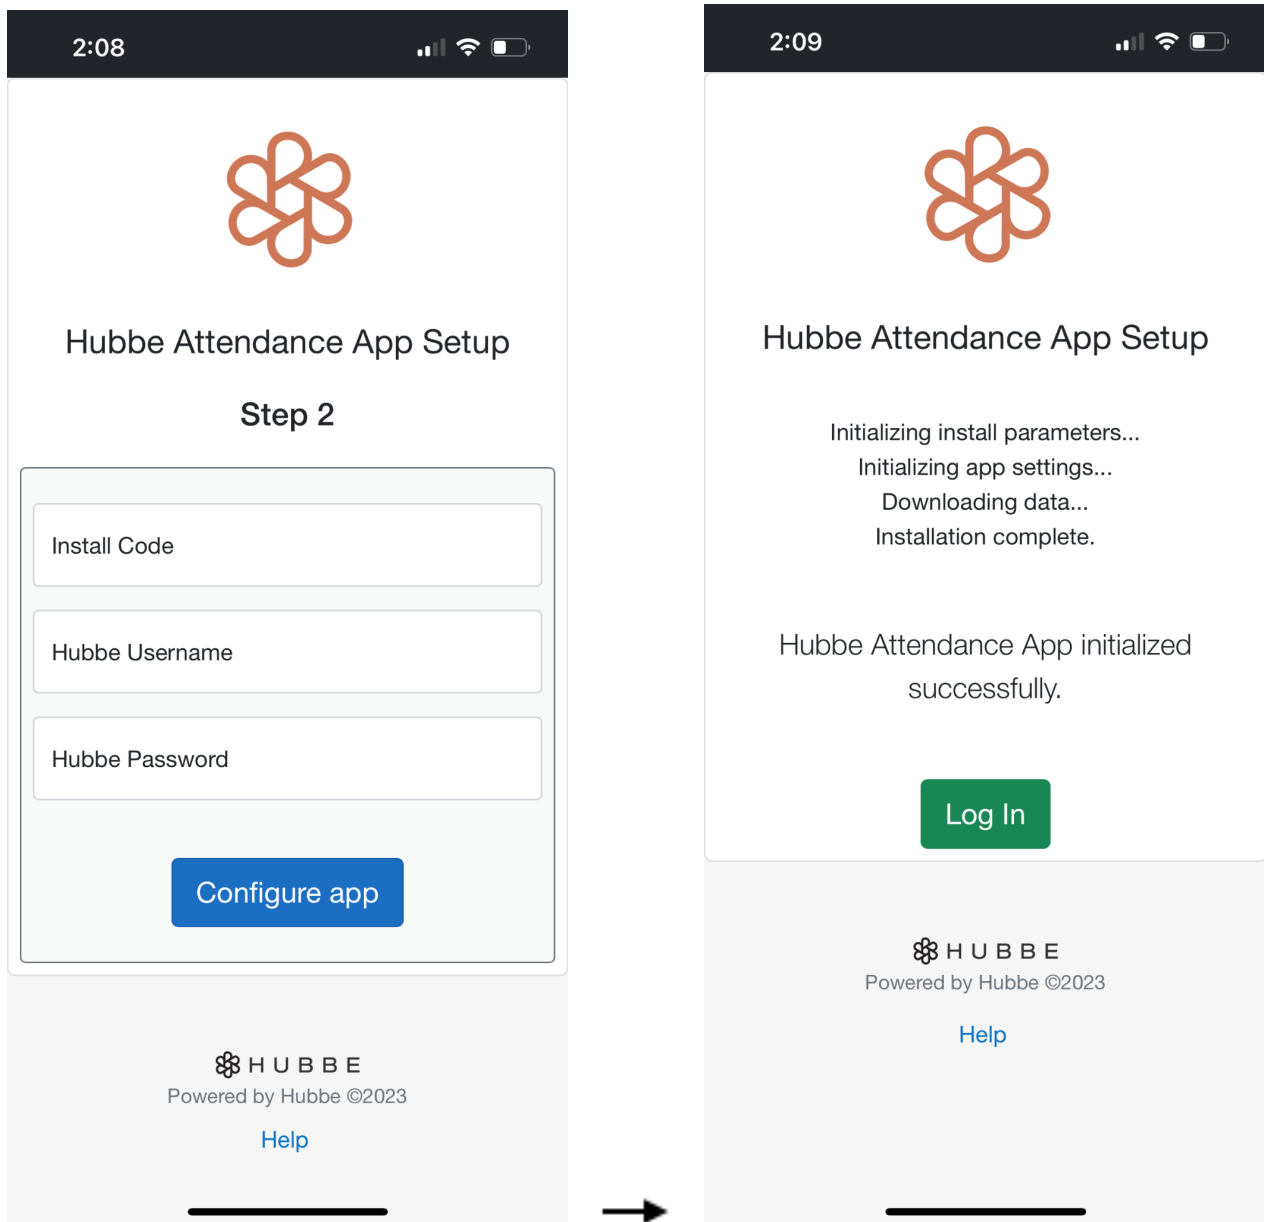 2:08
Hubbe Attendance App Setup
Step 2
Install Code
Hubbe Username
Hubbe Password
Configure app
HUBBE
Powered by Hubbe ©2023
Help
2:09
Hubbe Attendance App Setup
Initializing install parameters...
Initializing app settings...
Downloading data...
Installation complete.
Hubbe Attendance App initialized
successfully.
Log In
HUBBE
Powered by Hubbe ©2023
Help